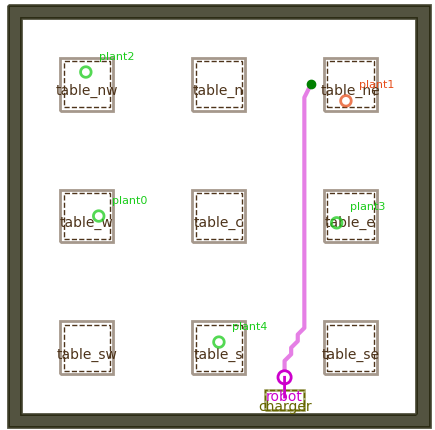 plant2
table_nw
table_n
plant1
table_ne
plant0
table_w
table_c
plant3
table_e
plant4
table_sw
table_s
table_se
robot
charger